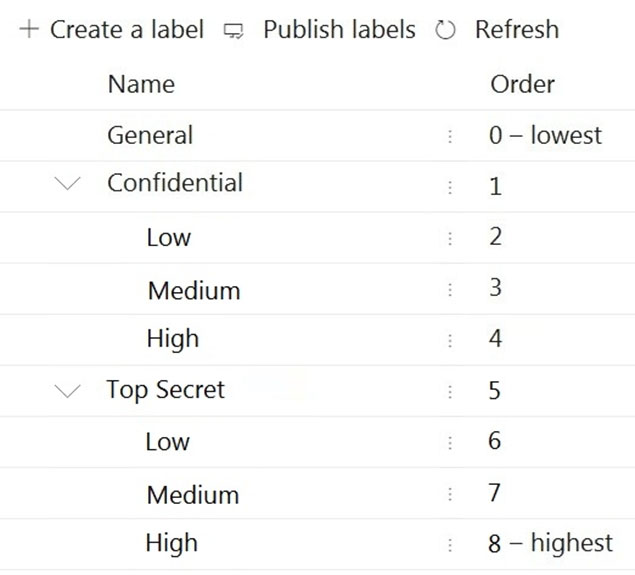 Create a label Publish labels Refresh
Name Order
General 0 – lowest
Confidential 1
Low 2
Medium 3
High 4
Top Secret 5
Low 6
Medium 7
High 8 – highest